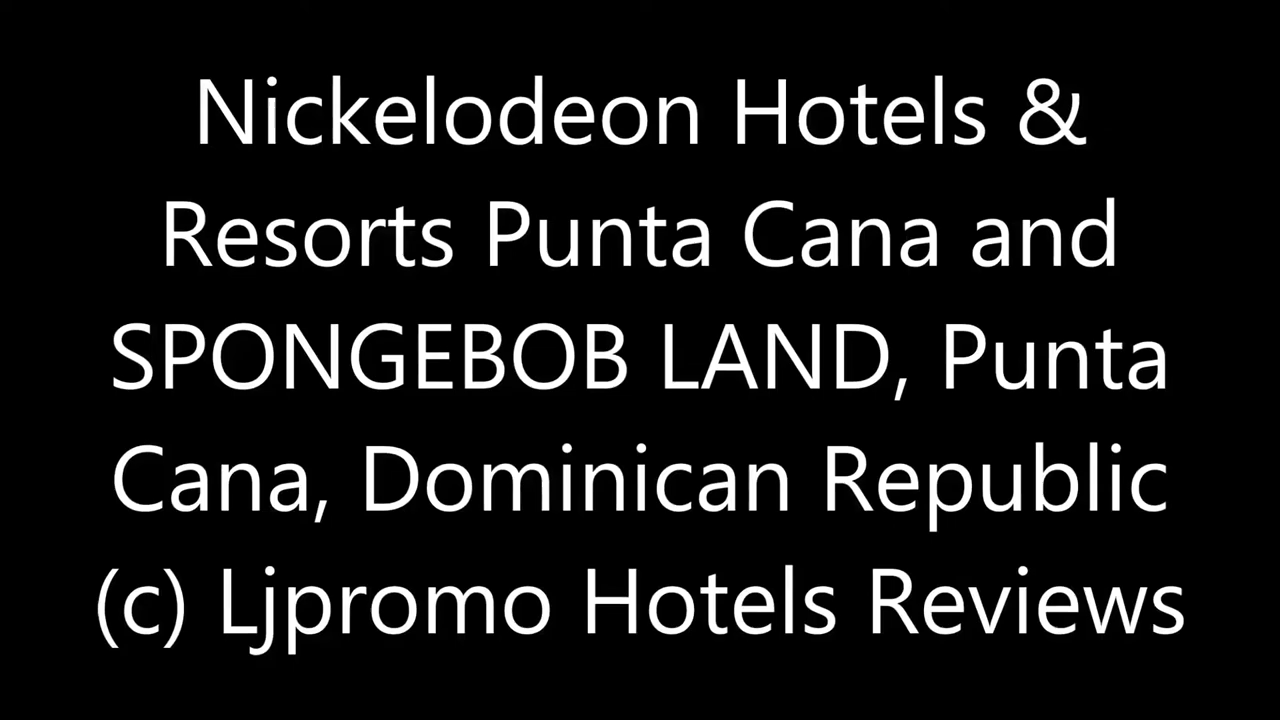 Nickelodeon Hotels &
Resorts Punta Cana and
SPONGEBOB LAND, Punta
Cana, Dominican Republic
(c) Ljpromo Hotels Reviews